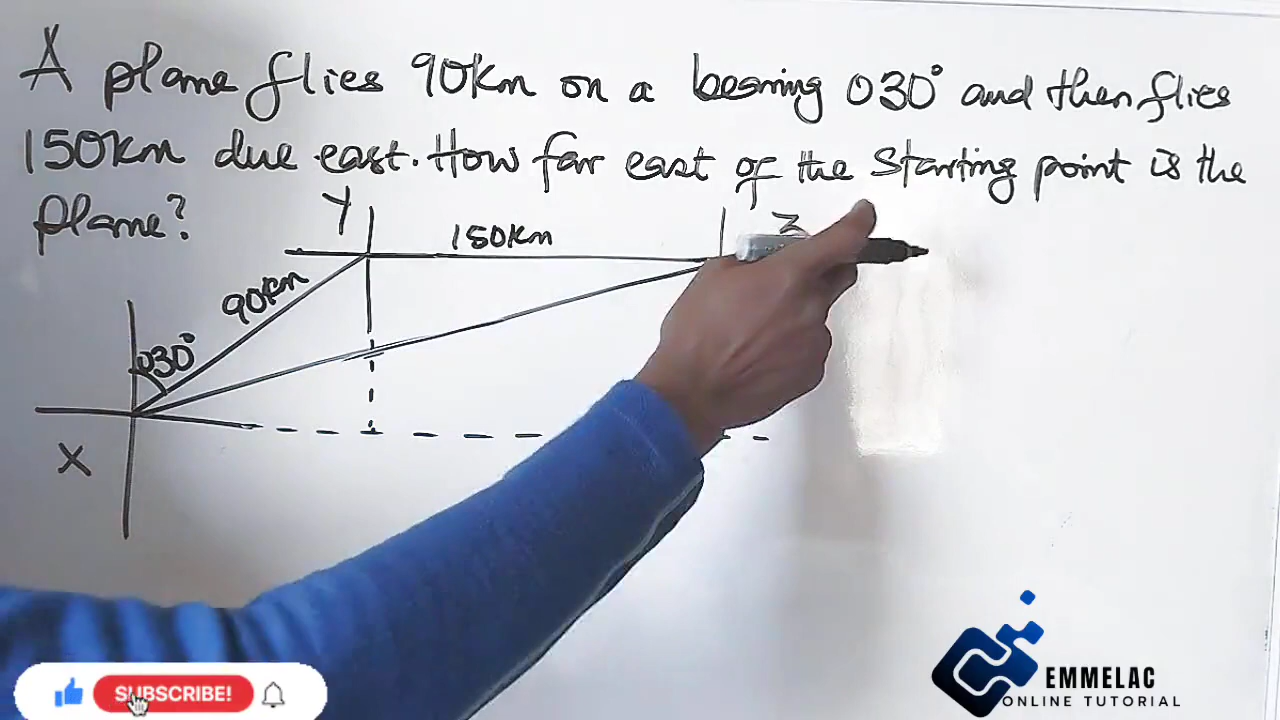 A plane flies 90km on a bearing 030° and then flies
150km due east. How far east of the starting point is the
plane?
Y
150km
Z
90km
030°
X
SUBSCRIBE!
EMMELAC
ONLINE TUTORIAL